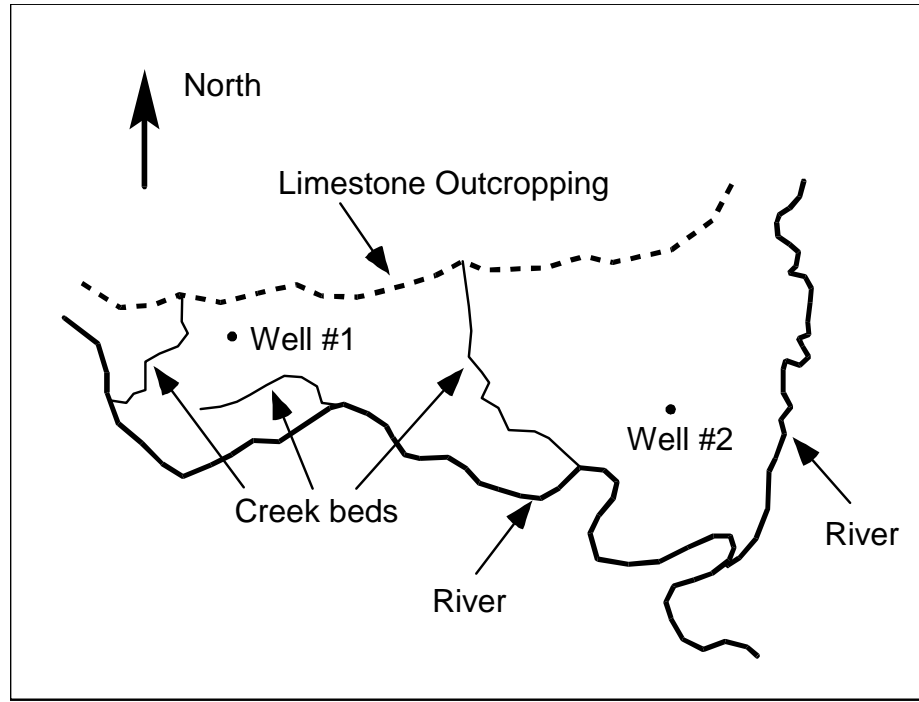 North
Limestone Outcropping
Well #1
Well #2
Creek beds
River
River